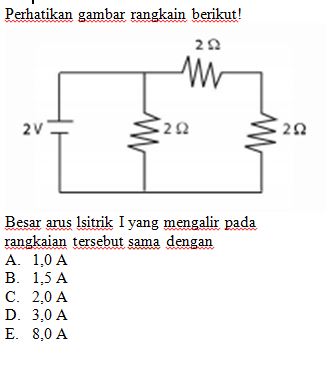 Perhatikan gambar rangkain berikut!
2 Ω
2 V
2 Ω
2 Ω
Besar arus lsitrik I yang mengalir pada
rangkaian tersebut sama dengan
A. 1,0 A
B. 1,5 A
C. 2,0 A
D. 3,0 A
E. 8,0 A